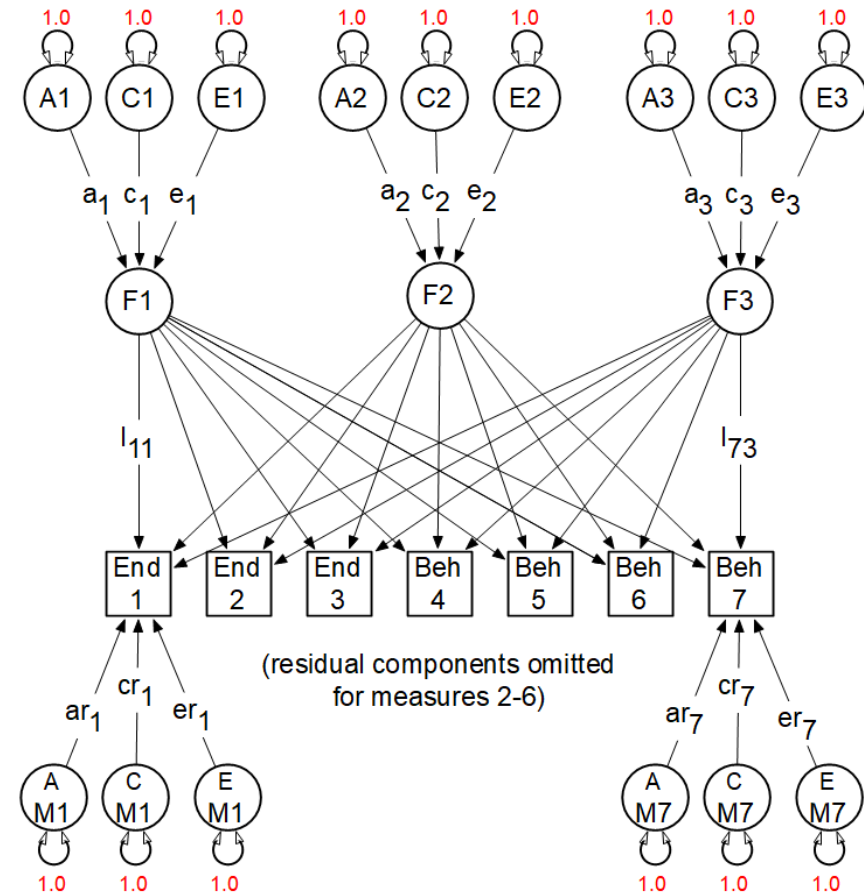 1.0 1.0 1.0 1.0 1.0 1.0 1.0 1.0 1.0
A1 C1 E1 A2 C2 E2 A3 C3 E3
a1 c1 e1 a2 c2 e2 a3 c3 e3
F1 F2 F3
l11 l73
End End End Beh Beh Beh Beh
1 2 3 4 5 6 7
(residual components omitted
for measures 2-6)
ar1 cr1 er1 ar7 cr7 er7
A C E A C E
M1 M1 M1 M7 M7 M7
1.0 1.0 1.0 1.0 1.0 1.0